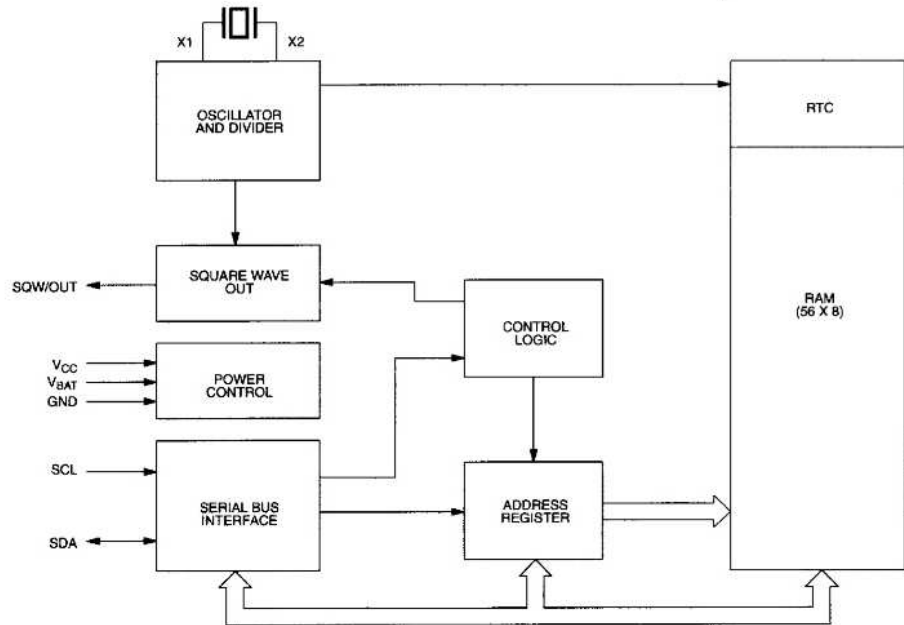 X1
X2
OSCILLATOR
AND DIVIDER
RTC
SQW/OUT
SQUARE WAVE
OUT
RAM
(56 X 8)
CONTROL
LOGIC
VCC
VBAT
GND
POWER
CONTROL
SCL
SDA
SERIAL BUS
INTERFACE
ADDRESS
REGISTER